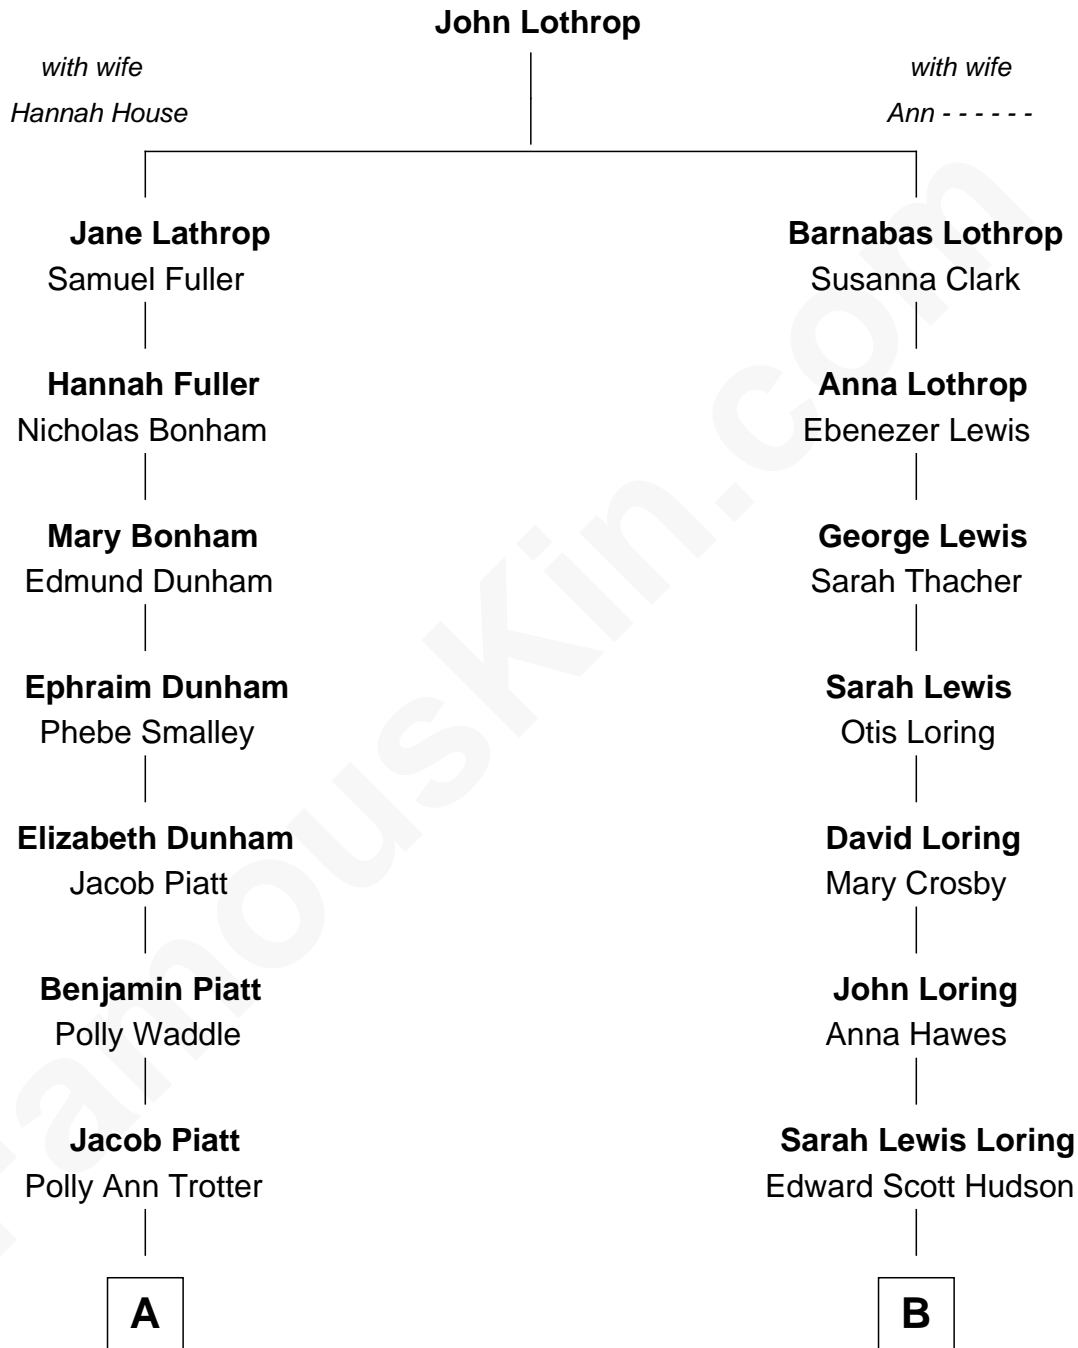 John Lothrop
with wife
Hannah House
with wife
Ann - - - - - -
Jane Lathrop
Samuel Fuller
Barnabas Lothrop
Susanna Clark
Hannah Fuller
Nicholas Bonham
Anna Lothrop
Ebenezer Lewis
Mary Bonham
Edmund Dunham
George Lewis
Sarah Thacher
Ephraim Dunham
Phebe Smalley
Sarah Lewis
Otis Loring
Elizabeth Dunham
Jacob Piatt
David Loring
Mary Crosby
Benjamin Piatt
Polly Waddle
John Loring
Anna Hawes
Jacob Piatt
Polly Ann Trotter
Sarah Lewis Loring
Edward Scott Hudson
A
B
FamousKin.com